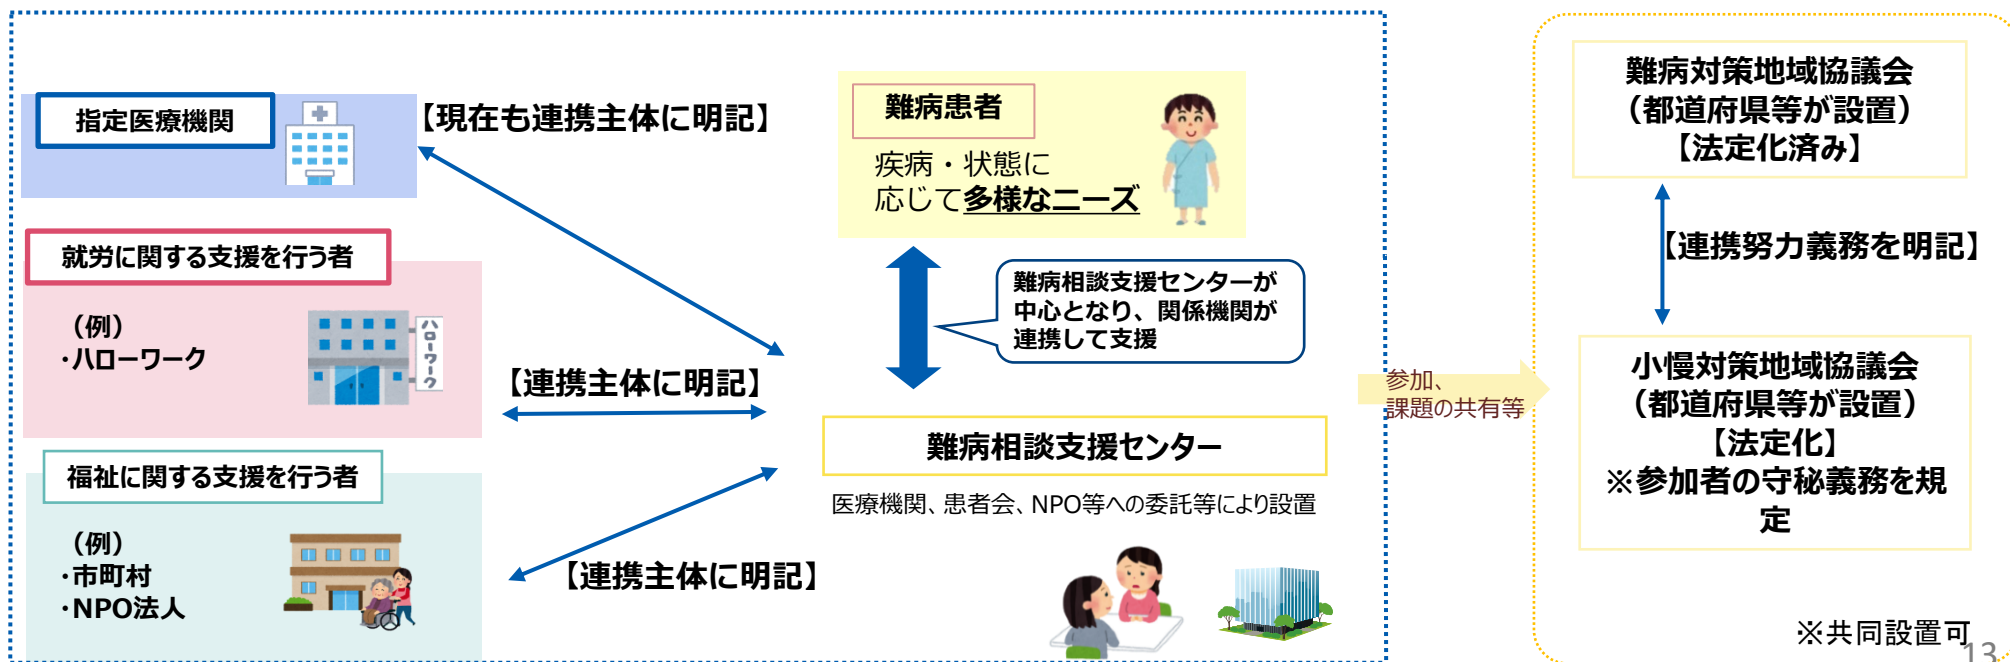 指定医療機関
【現在も連携主体に明記】
就労に関する支援を行う者
（例）
・ハローワーク
ハローワーク
【連携主体に明記】
福祉に関する支援を行う者
（例）
・市町村
・NPO法人
【連携主体に明記】
難病患者
疾病・状態に
応じて多様なニーズ
難病相談支援センターが
中心となり、関係機関が
連携して支援
難病相談支援センター
医療機関、患者会、NPO等への委託等により設置
参加、
課題の共有等
難病対策地域協議会
（都道府県等が設置）
【法定化済み】
【連携努力義務を明記】
小慢対策地域協議会
（都道府県等が設置）
【法定化】
※参加者の守秘義務を規
定
※共同設置可
13